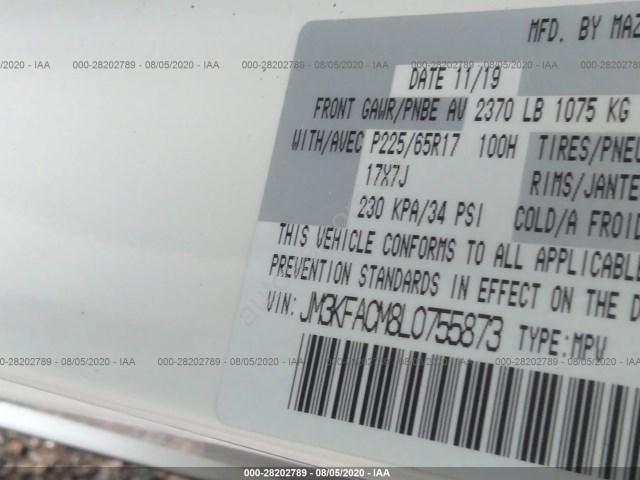 MFD. BY MAZ
000-28202789 - 08/05/2020 - IAA
DATE 11/19
FRONT GAWR/PNBE AV 2370 LB 1075 KG
WITH/AVEC P225/65R17 100H TIRES/PNEU
17X7J RIMS/JANTE
230 KPA/34 PSI COLD/A FROID
THIS VEHICLE CONFORMS TO ALL APPLICABLE
PREVENTION STANDARDS IN EFFECT ON THE D
VIN: JM3KFACM8L0755873 TYPE:MPV
000-28202789 - 08/05/2020 - IAA
000-28202789 - 08/05/2020 - IAA